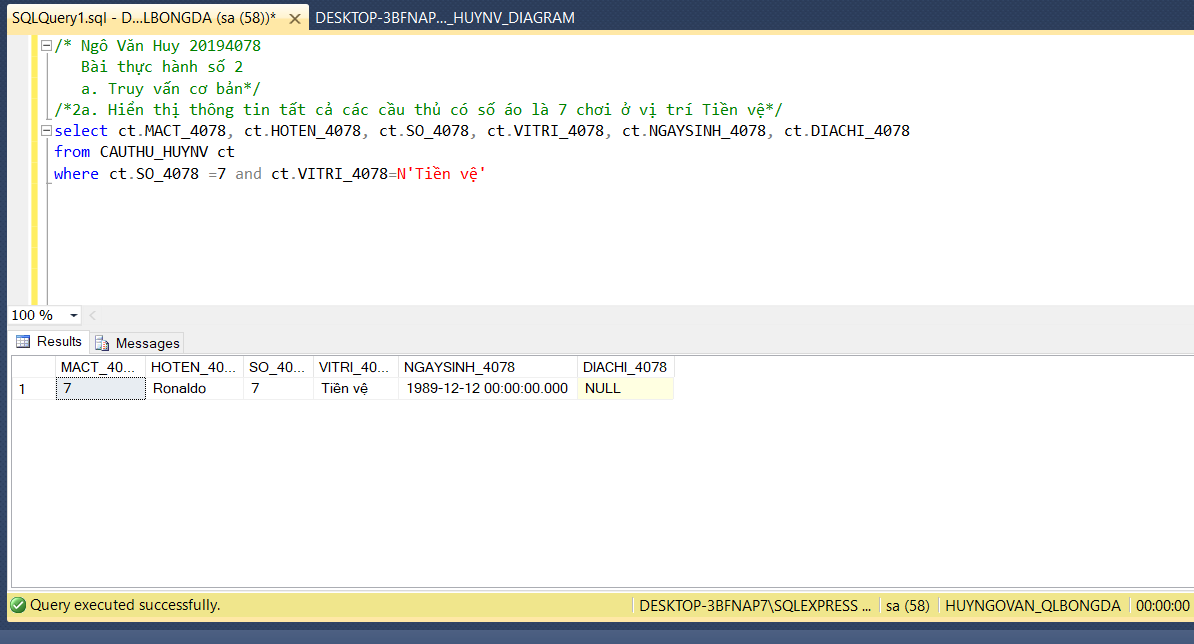 SQLQuery1.sql - D...LBONGDA (sa (58))* DESKTOP-3BFNAP..._HUYNV_DIAGRAM
/* Ngô Văn Huy 20194078
Bài thực hành số 2
a. Truy vấn cơ bản*/
/*2a. Hiển thị thông tin tất cả các cầu thủ có số áo là 7 chơi ở vị trí Tiền vệ*/
select ct.MACT_4078, ct.HOTEN_4078, ct.SO_4078, ct.VITRI_4078, ct.NGAYSINH_4078, ct.DIACHI_4078
from CAUTHU_HUYNV ct
where ct.SO_4078 =7 and ct.VITRI_4078=N'Tiền vệ'
100 %
Results Messages
MACT_40... HOTEN_40... SO_40... VITRI_40... NGAYSINH_4078 DIACHI_4078
1 7 Ronaldo 7 Tiền vệ 1989-12-12 00:00:00.000 NULL
Query executed successfully. DESKTOP-3BFNAP7\SQLEXPRESS ... sa (58) HUYNGOVAN_QLBONGDA 00:00:00